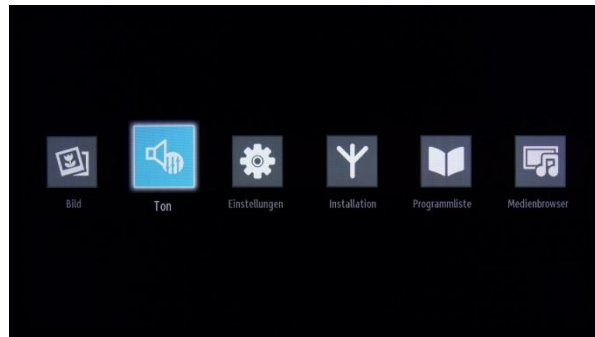 Bild
Ton
Einstellungen
Installation
Programmliste
Medienbrowser